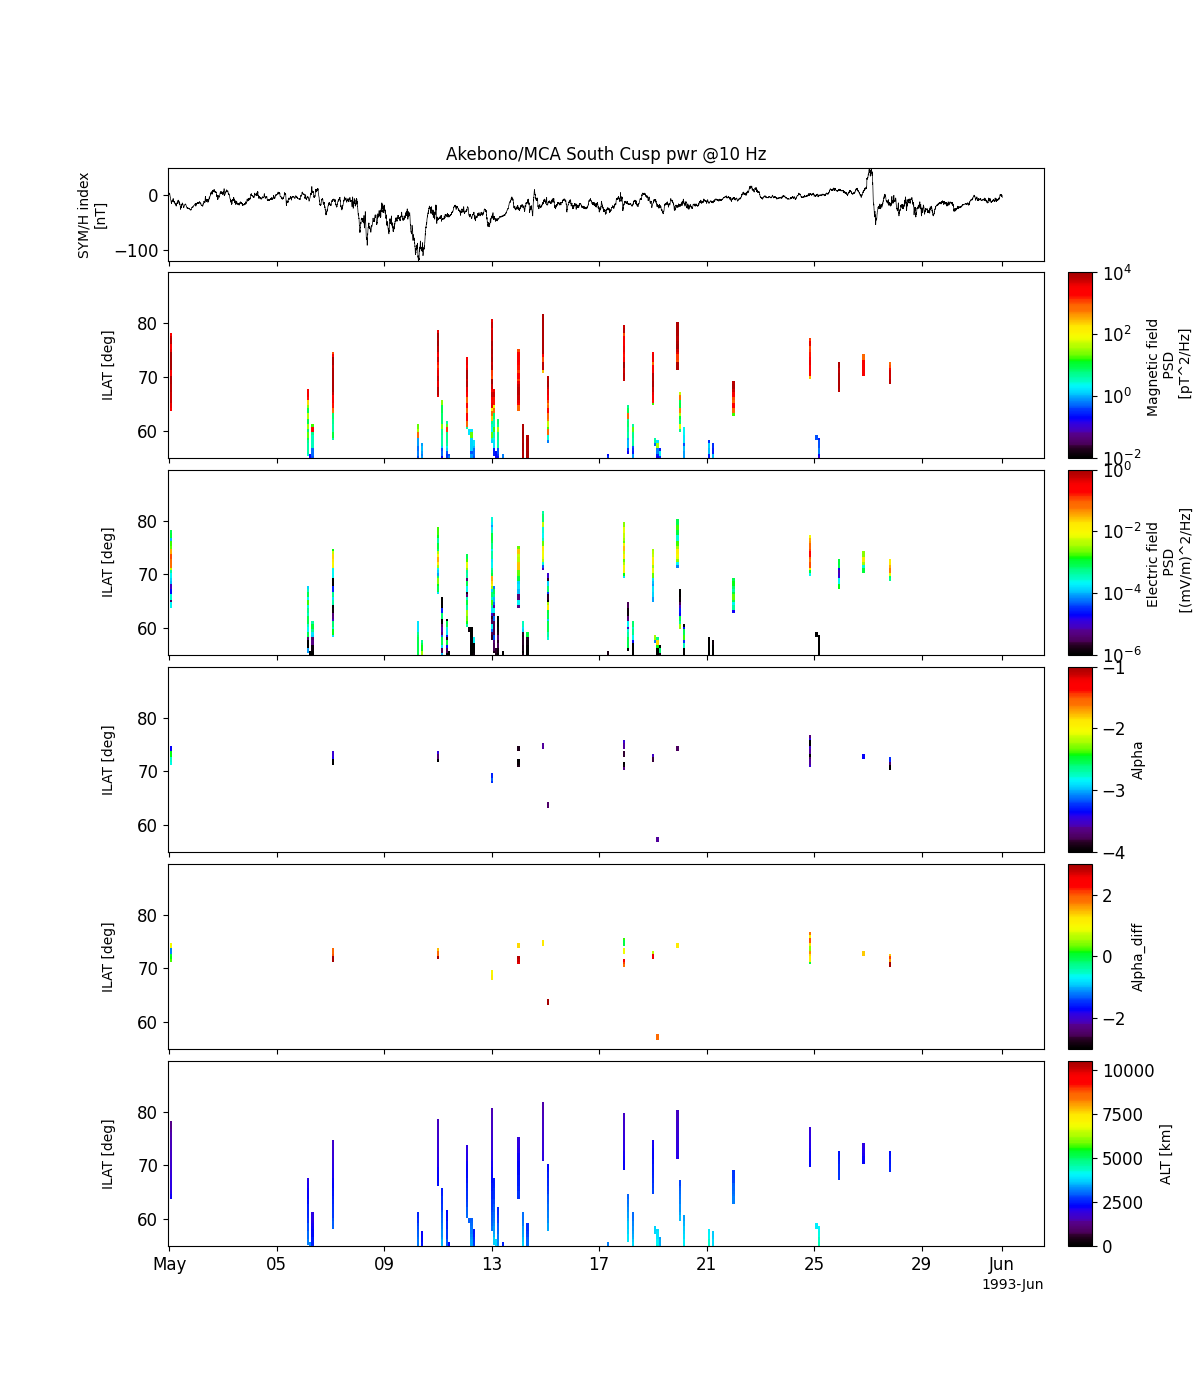 Akebono/MCA South Cusp pwr @10 Hz
SYM/H index
[nT]
0
−100
ILAT [deg]
80
70
60
10^4
10^2
10^0
10^−2
Magnetic field
PSD
[pT^2/Hz]
ILAT [deg]
80
70
60
10^0
10^−2
10^−4
10^−6
Electric field
PSD
[(mV/m)^2/Hz]
ILAT [deg]
80
70
60
−1
−2
−3
−4
Alpha
ILAT [deg]
80
70
60
2
0
−2
Alpha_diff
ILAT [deg]
80
70
60
10000
7500
5000
2500
0
ALT [km]
May 05 09 13 17 21 25 29 Jun
1993-Jun